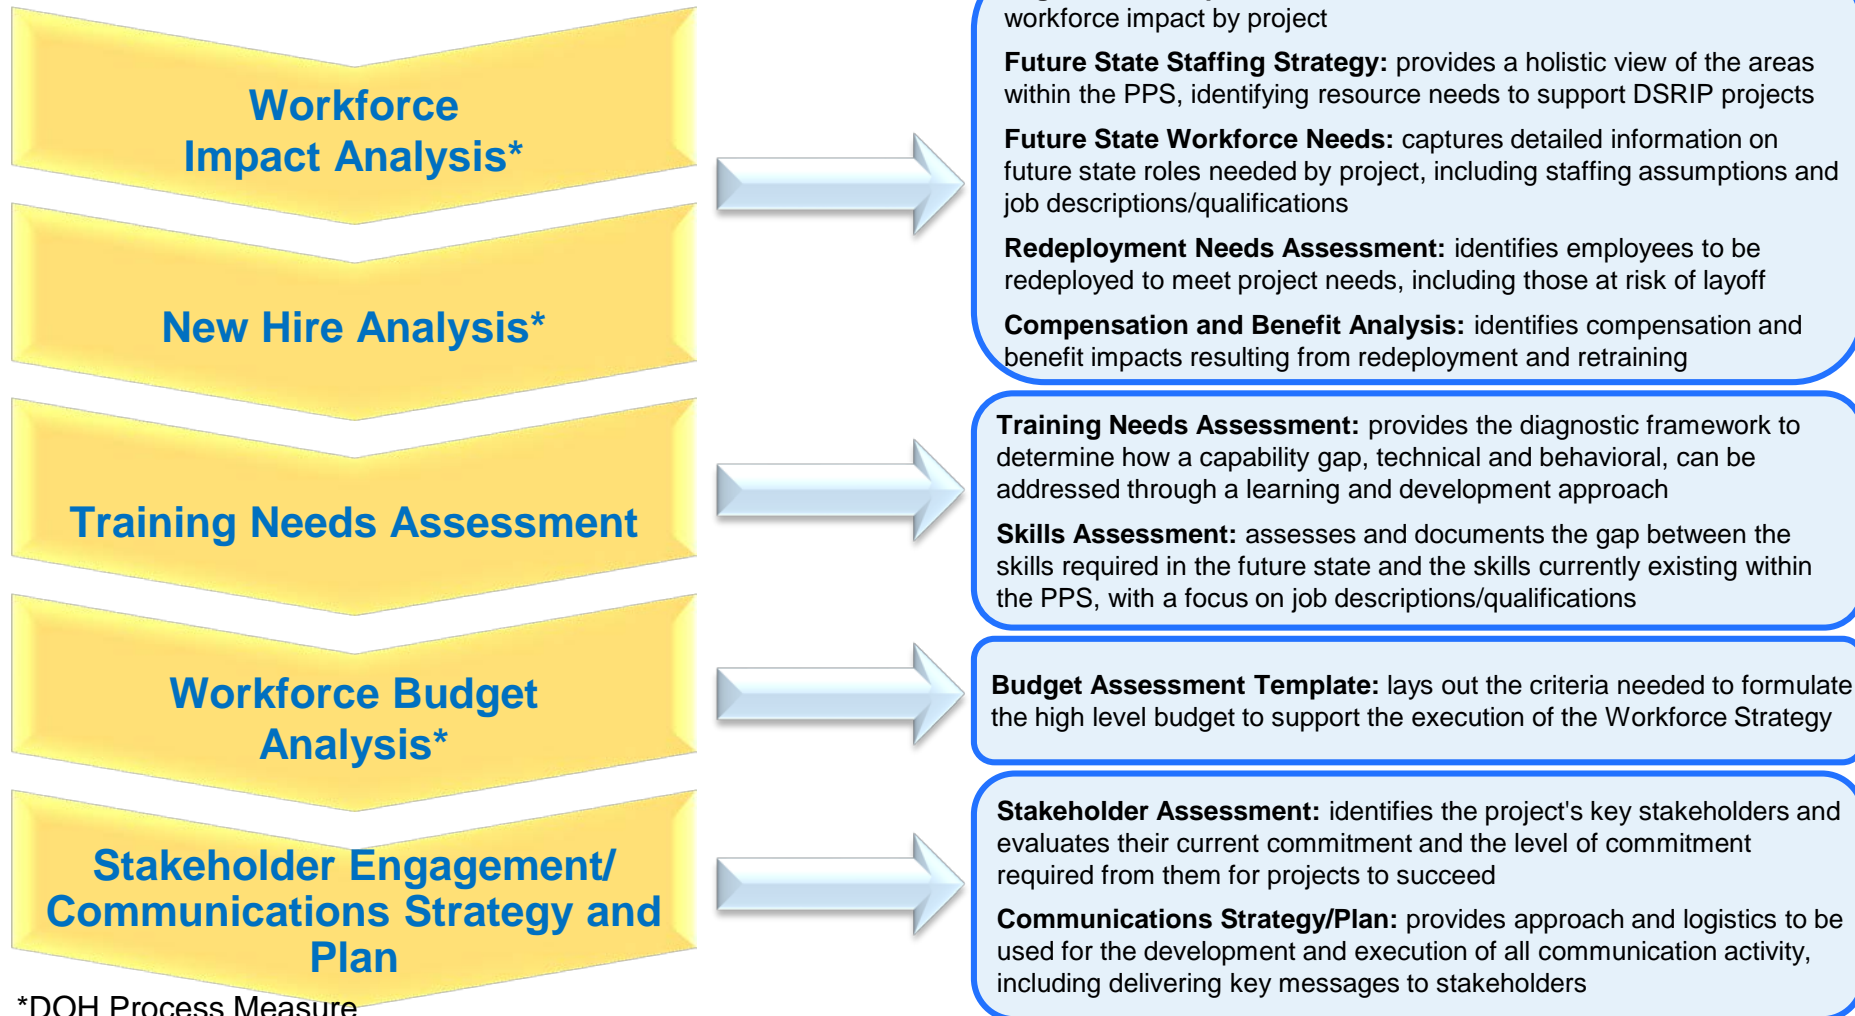 Workforce
Impact Analysis*
New Hire Analysis*
Training Needs Assessment
Workforce Budget
Analysis*
Stakeholder Engagement/
Communications Strategy and
Plan
*DOH Process Measure
workforce impact by project
Future State Staffing Strategy: provides a holistic view of the areas
within the PPS, identifying resource needs to support DSRIP projects
Future State Workforce Needs: captures detailed information on
future state roles needed by project, including staffing assumptions and
job descriptions/qualifications
Redeployment Needs Assessment: identifies employees to be
redeployed to meet project needs, including those at risk of layoff
Compensation and Benefit Analysis: identifies compensation and
benefit impacts resulting from redeployment and retraining
Training Needs Assessment: provides the diagnostic framework to
determine how a capability gap, technical and behavioral, can be
addressed through a learning and development approach
Skills Assessment: assesses and documents the gap between the
skills required in the future state and the skills currently existing within
the PPS, with a focus on job descriptions/qualifications
Budget Assessment Template: lays out the criteria needed to formulate
the high level budget to support the execution of the Workforce Strategy
Stakeholder Assessment: identifies the project's key stakeholders and
evaluates their current commitment and the level of commitment
required from them for projects to succeed
Communications Strategy/Plan: provides approach and logistics to be
used for the development and execution of all communication activity,
including delivering key messages to stakeholders